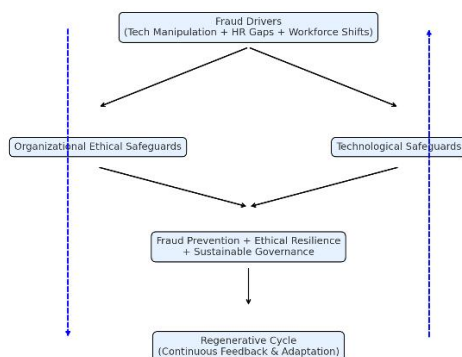 Fraud Drivers
(Tech Manipulation + HR Gaps + Workforce Shifts)
Organizational Ethical Safeguards
Technological Safeguards
Fraud Prevention + Ethical Resilience
+ Sustainable Governance
Regenerative Cycle
(Continuous Feedback & Adaptation)